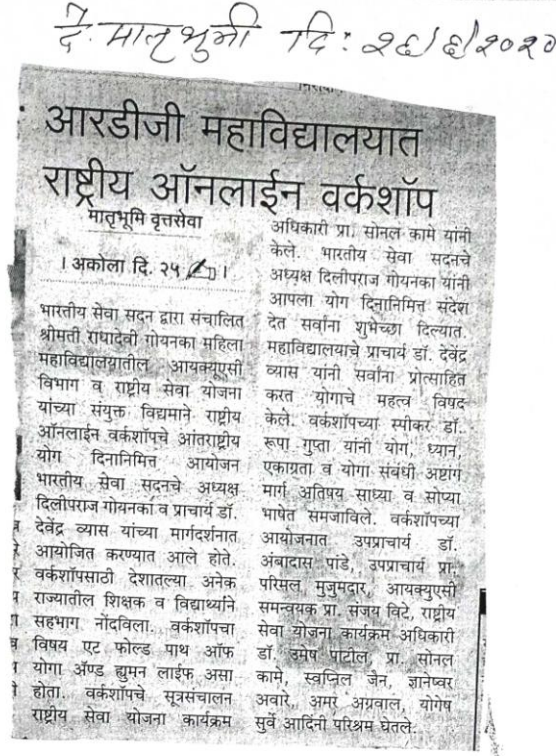 दै. मातृभुमी दि: २६/६/२०२०
आरडीजी महाविद्यालयात
राष्ट्रीय ऑनलाईन वर्कशॉप
मातृभूमि वृत्तसेवा
। अकोला दि. २५ ।
भारतीय सेवा सदन द्वारा संचालित
श्रीमती राधादेवी गोयनका महिला
महाविद्यालयातील आयक्यूएसी
विभाग व राष्ट्रीय सेवा योजना
यांच्या संयुक्त विद्यमाने राष्ट्रीय
ऑनलाईन वर्कशॉपचे आंतराष्ट्रीय
योग दिनानिमित्त आयोजन
भारतीय सेवा सदनचे अध्यक्ष
दिलीपराज गोयनका व प्राचार्य डॉ.
देवेंद्र व्यास यांच्या मार्गदर्शनात
आयोजित करण्यात आले होते.
वर्कशॉपसाठी देशातल्या अनेक
राज्यातील शिक्षक व विद्यार्थ्याने
सहभाग नोंदविला. वर्कशॉपचा
विषय एट फोल्ड पाथ ऑफ
योगा ॲण्ड ह्युमन लाईफ असा
होता. वर्कशॉपचे सूत्रसंचालन
राष्ट्रीय सेवा योजना कार्यक्रम
अधिकारी प्रा. सोनल कामे यांनी
केले. भारतीय सेवा सदनचे
अध्यक्ष दिलीपराज गोयनका यांनी
आपला योग दिनानिमित्त संदेश
देत सर्वांना शुभेच्छा दिल्यात.
महाविद्यालयाचे प्राचार्य डॉ. देवेंद्र
व्यास यांनी सर्वांना प्रोत्साहित
करत योगाचे महत्व विषद
केले. वर्कशॉपच्या स्पीकर डॉ.
रूपा गुप्ता यांनी योग, ध्यान,
एकाग्रता व योगा संबंधी अष्टांग
मार्ग अतिषय साध्या व सोप्या
भाषेत समजाविले. वर्कशॉपच्या
आयोजनात उपप्राचार्य डॉ.
अंबादास पांडे, उपप्राचार्य प्रा.
परिमल मुजुमदार, आयक्युएसी
समन्वयक प्रा. संजय विटे, राष्ट्रीय
सेवा योजना कार्यक्रम अधिकारी
डॉ. उमेष पाटील, प्रा. सोनल
कामे, स्वप्निल जैन, ज्ञानेष्वर
अवारे, अमर अग्रवाल, योगेष
सुर्वे आदिंनी परिश्रम घेतले.